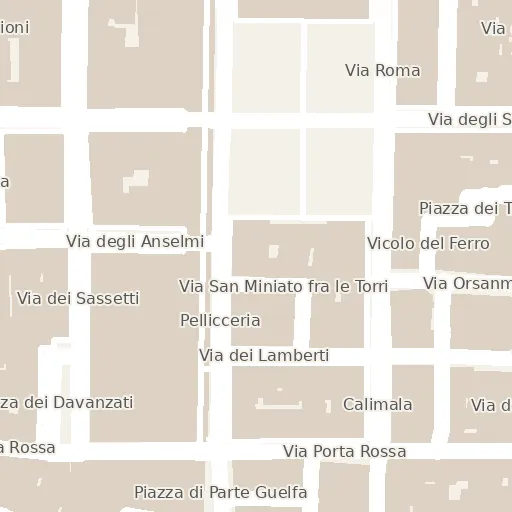 ioni
Via
Via Roma
Via degli S
a
Piazza dei T
Via degli Anselmi
Vicolo del Ferro
Via San Miniato fra le Torri
Via Orsanm
Via dei Sassetti
Pellicceria
Via dei Lamberti
za dei Davanzati
Calimala
Via d
a Rossa
Via Porta Rossa
Piazza di Parte Guelfa